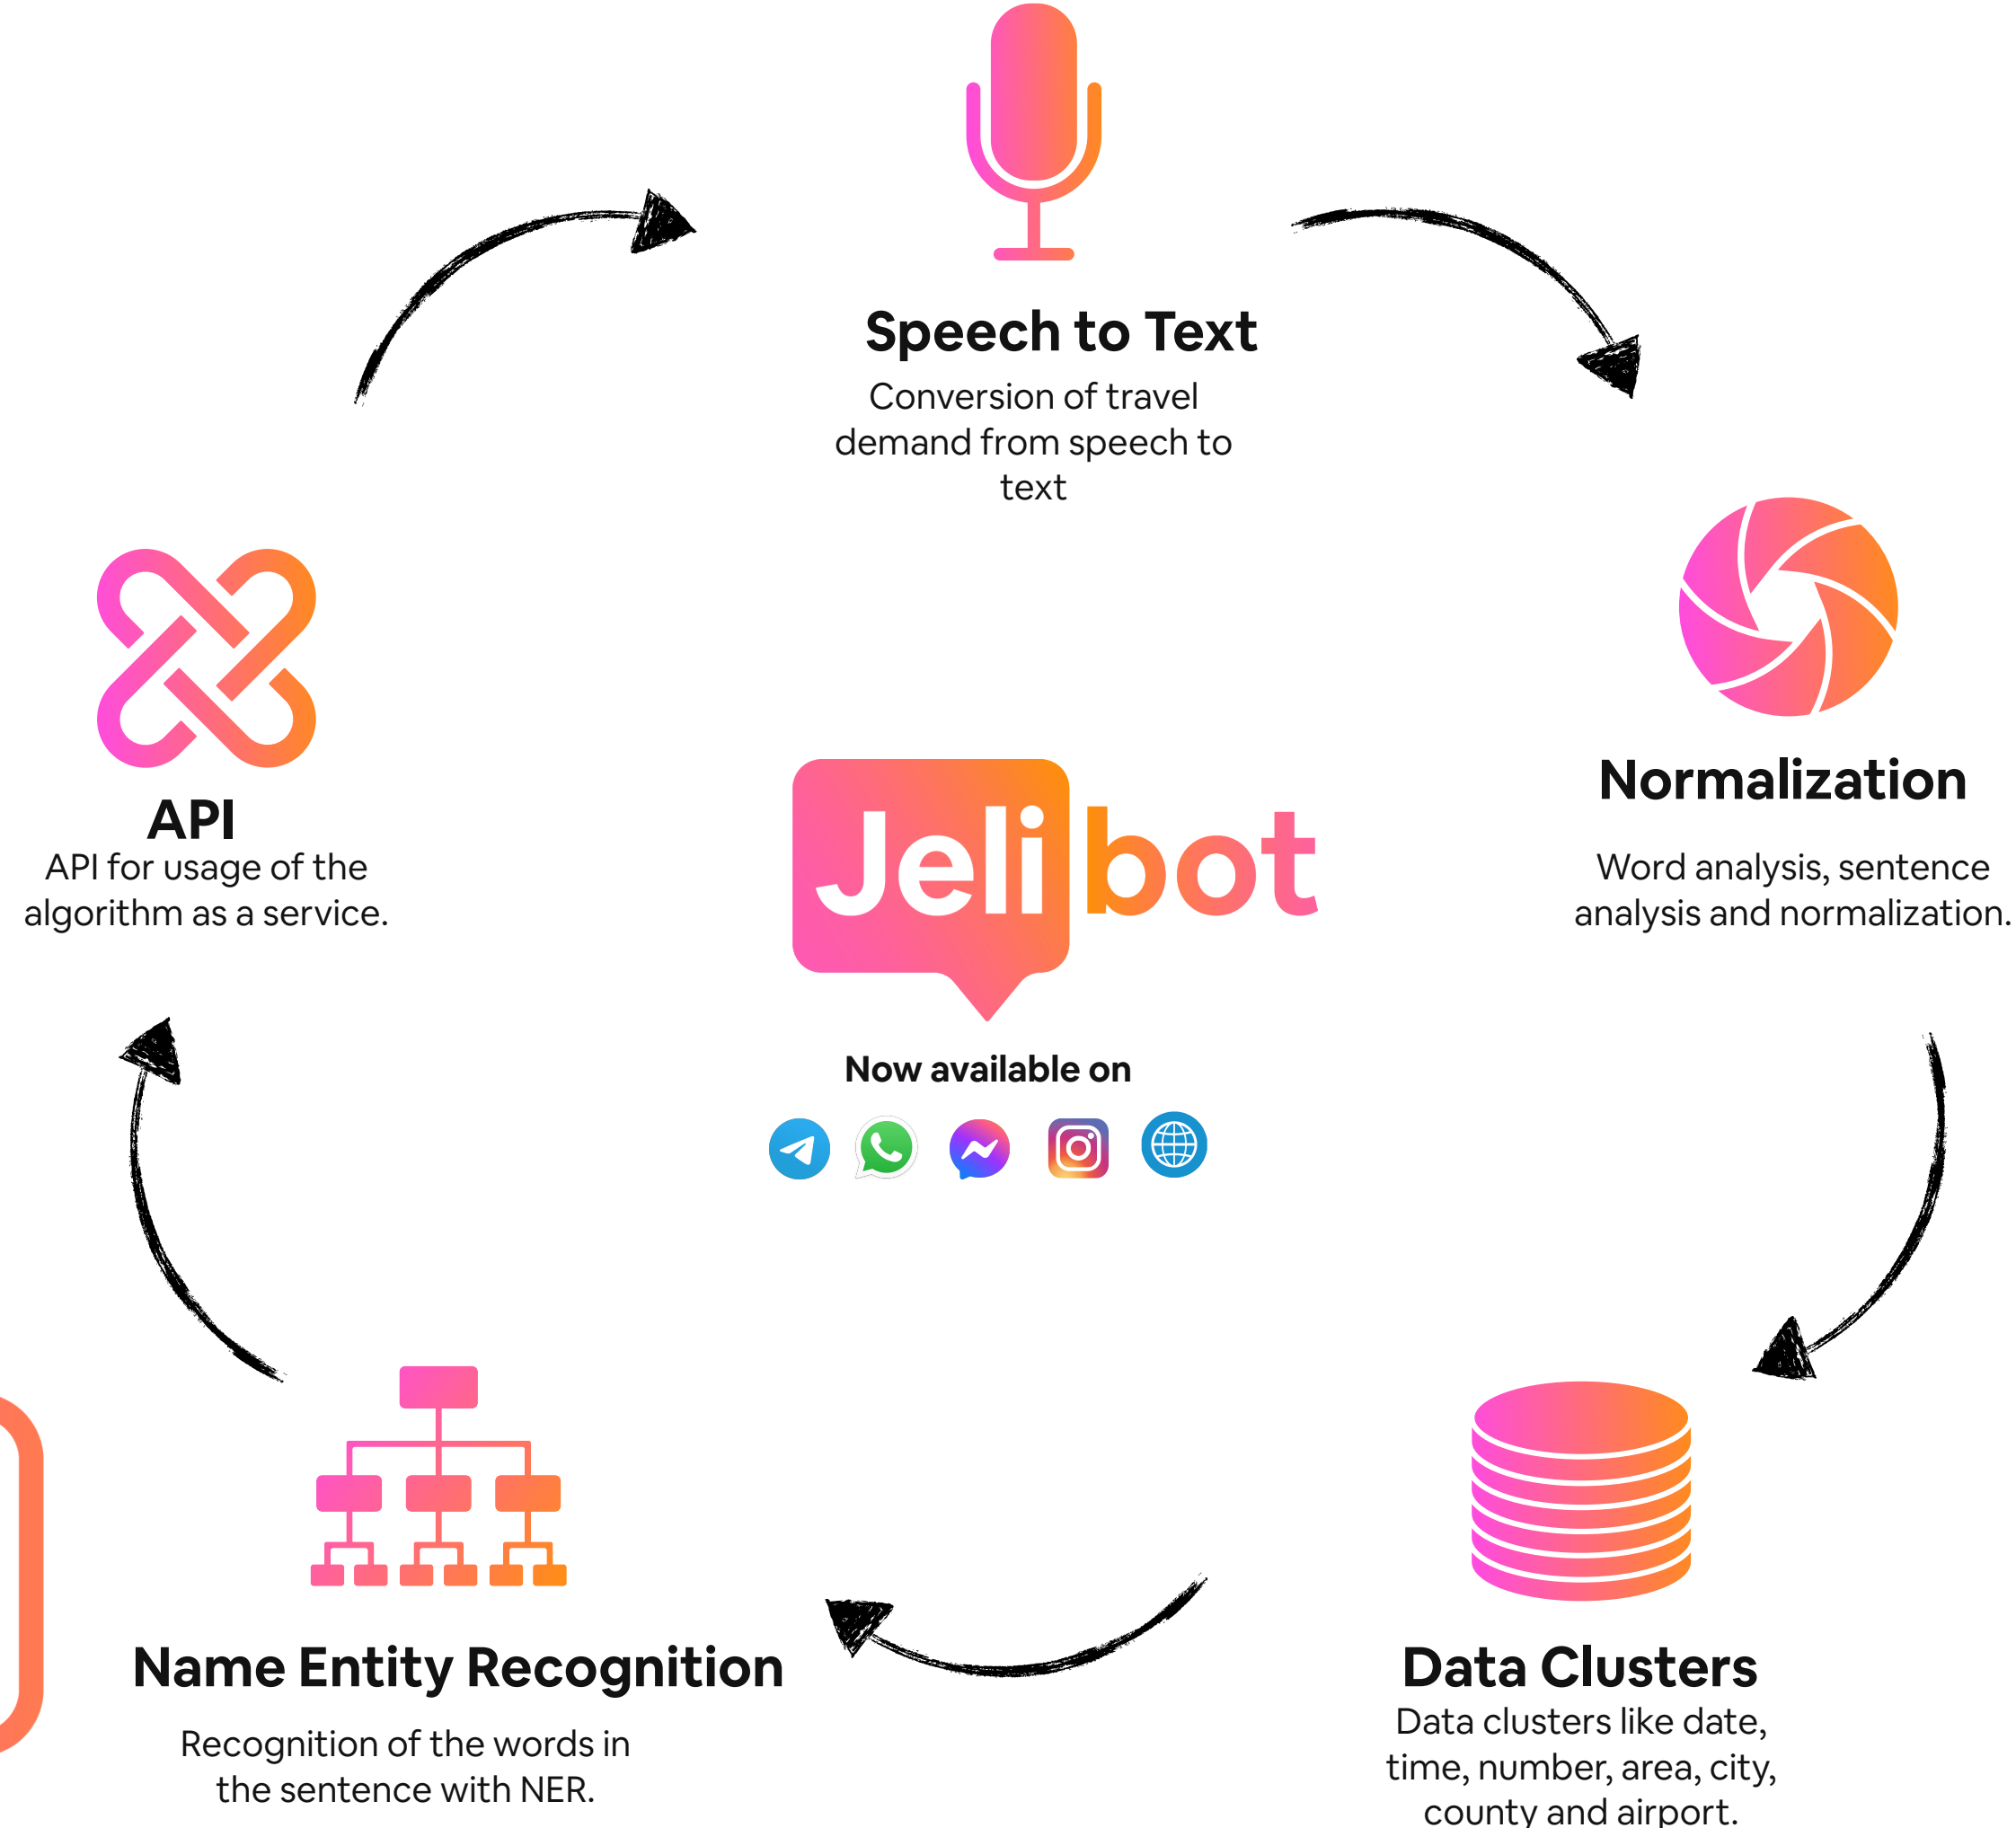 Speech to Text
Conversion of travel
demand from speech to
text
API
API for usage of the
algorithm as a service.
Normalization
Word analysis, sentence
analysis and normalization.
Jelibot
Now available on
Name Entity Recognition
Recognition of the words in
the sentence with NER.
Data Clusters
Data clusters like date,
time, number, area, city,
county and airport.